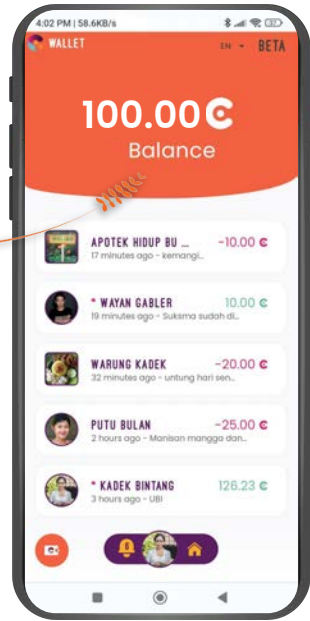 4:02 PM | 58.6KB/s
WALLET EN BETA
100.00
Balance
APOTEK HIDUP BU ... -10.00
17 minutes ago - kemangi...
* WAYAN GABLER 10.00
19 minutes ago - Suksma sudah di...
WARUNG KADEK -20.00
32 minutes ago - untung hari sen...
PUTU BULAN -25.00
2 hours ago - Manisan mangga dan...
* KADEK BINTANG 126.23
3 hours ago - UBI